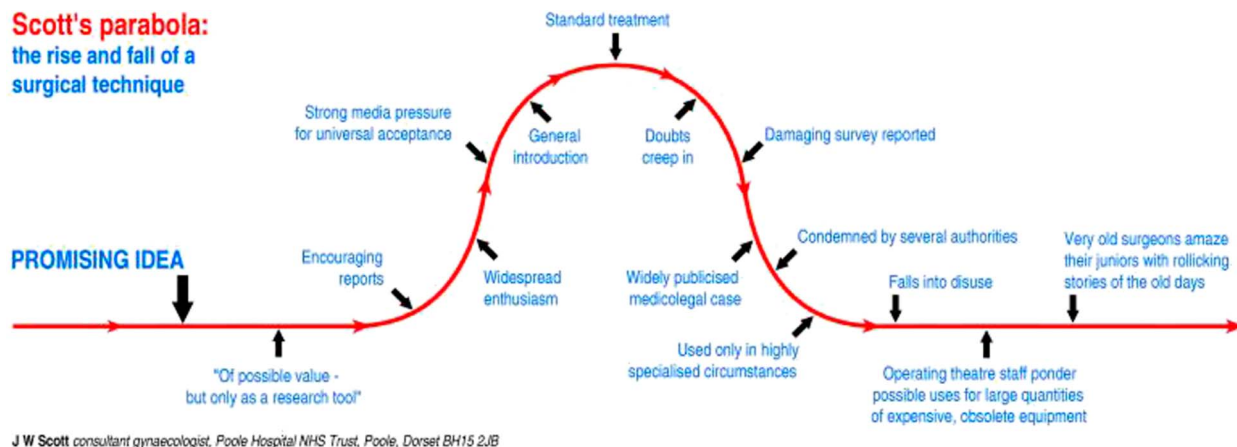 Scott's parabola:
the rise and fall of a
surgical technique
PROMISING IDEA
"Of possible value -
but only as a research tool"
Encouraging
reports
Widespread
enthusiasm
Strong media pressure
for universal acceptance
General
introduction
Standard treatment
Doubts
creep in
Damaging survey reported
Widely publicised
medicolegal case
Condemned by several authorities
Used only in highly
specialised circumstances
Falls into disuse
Operating theatre staff ponder
possible uses for large quantities
of expensive, obsolete equipment
Very old surgeons amaze
their juniors with rollicking
stories of the old days
J W Scott consultant gynaecologist, Poole Hospital NHS Trust, Poole, Dorset BH15 2JB